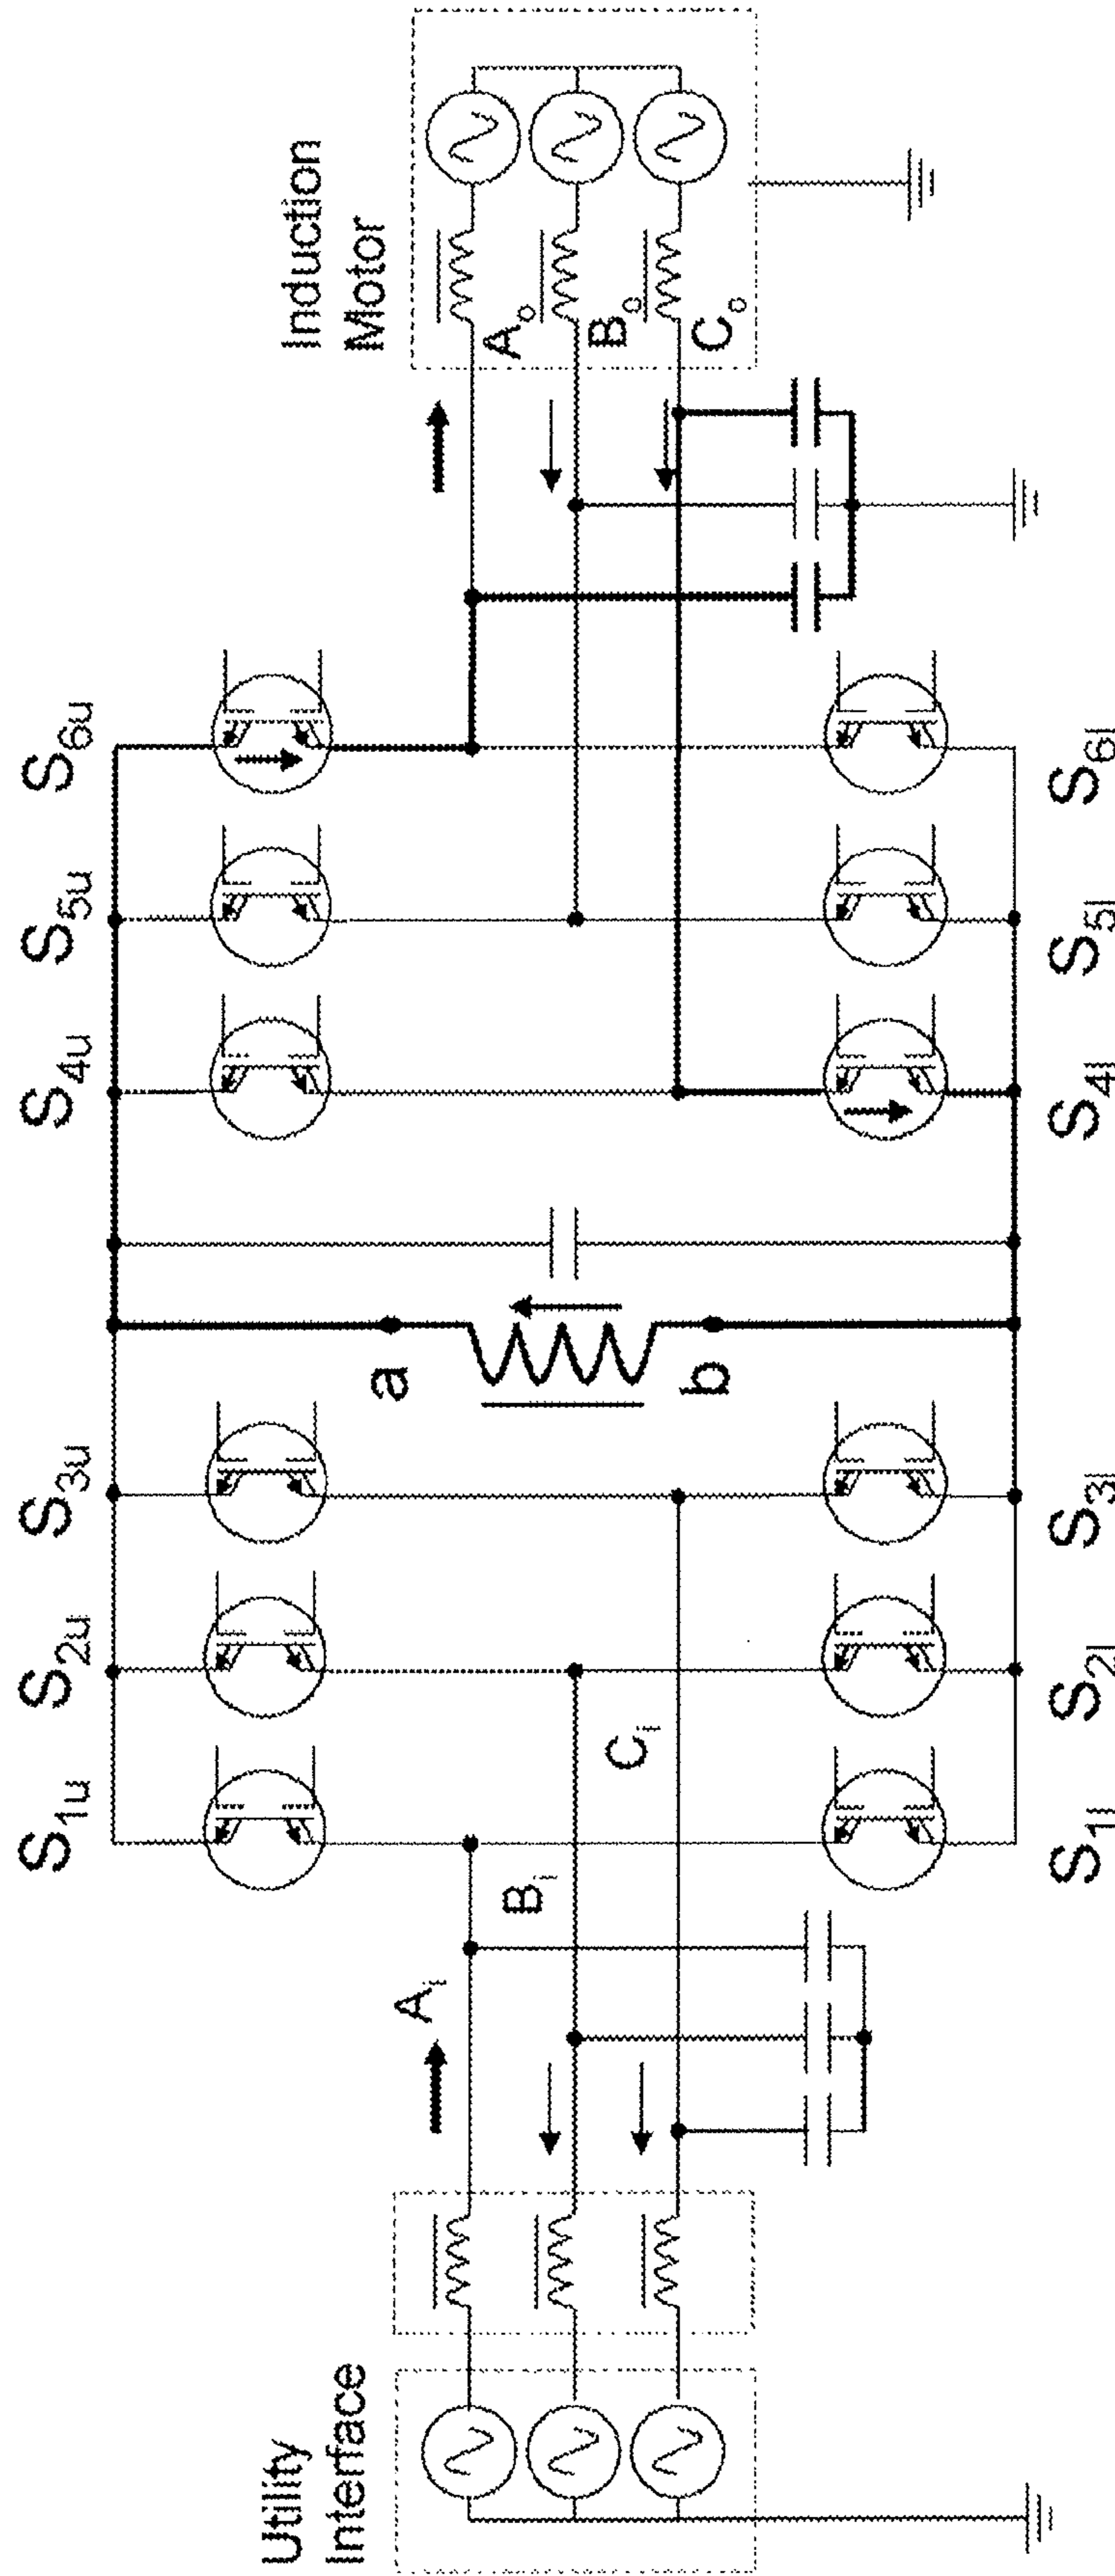 Utility
Interface
Induction
Motor
S1u
S2u
S3u
S4u
S5u
S6u
Ai
Bi
Ci
a
b
Ao
Bo
Co
S1l
S2l
S3l
S4l
S5l
S6l